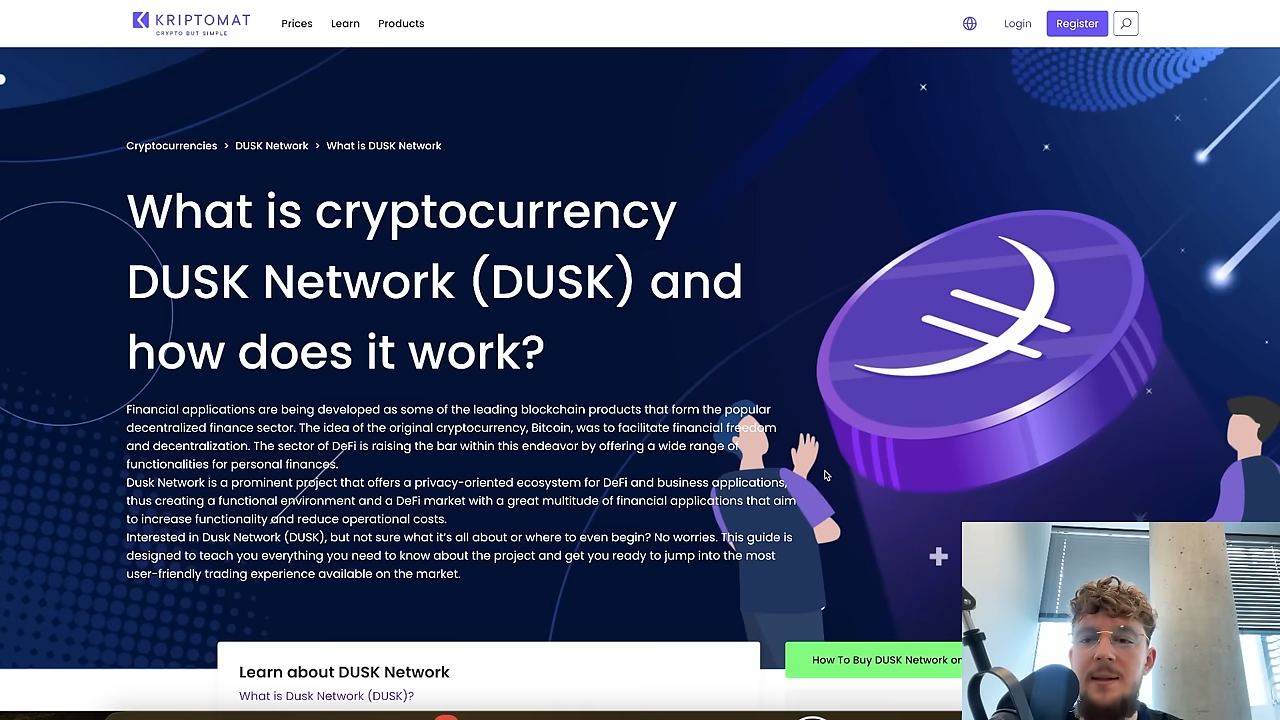 KRIPTOMAT
CRYPTO BUT SIMPLE
Prices
Learn
Products
Login
Register
Cryptocurrencies > DUSK Network > What is DUSK Network
What is cryptocurrency
DUSK Network (DUSK) and
how does it work?
Financial applications are being developed as some of the leading blockchain products that form the popular
decentralized finance sector. The idea of the original cryptocurrency, Bitcoin, was to facilitate financial freedom
and decentralization. The sector of DeFi is raising the bar within this endeavor by offering a wide range of
functionalities for personal finances.
Dusk Network is a prominent project that offers a privacy-oriented ecosystem for DeFi and business applications,
thus creating a functional environment and a DeFi market with a great multitude of financial applications that aim
to increase functionality and reduce operational costs.
Interested in Dusk Network (DUSK), but unsure what it's all about or where to even begin? No worries. This guide is
designed to teach you everything you need to know about the project and get you ready to jump into the most
user-friendly trading experience available on the market.
Learn about DUSK Network
What is Dusk Network (DUSK)?
How To Buy DUSK Network on